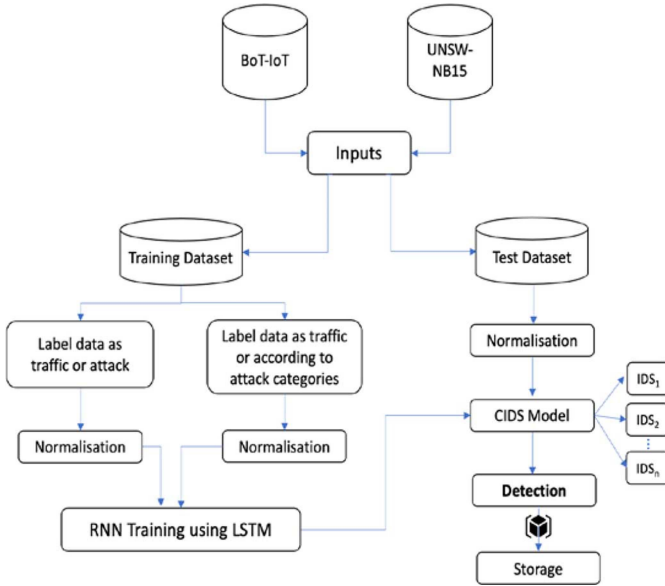 BoT-IoT
UNSW-
NB15
Inputs
Training Dataset
Test Dataset
Label data as
traffic or attack
Label data as traffic
or according to
attack categories
Normalisation
Normalisation
Normalisation
CIDS Model
IDS₁
IDS₂
IDSₙ
Detection
RNN Training using LSTM
Storage